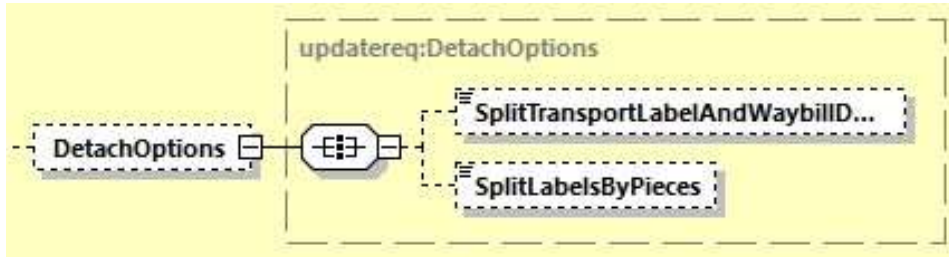 updatereq:DetachOptions
SplitTransportLabelAndWaybillD...
DetachOptions
SplitLabelsByPieces